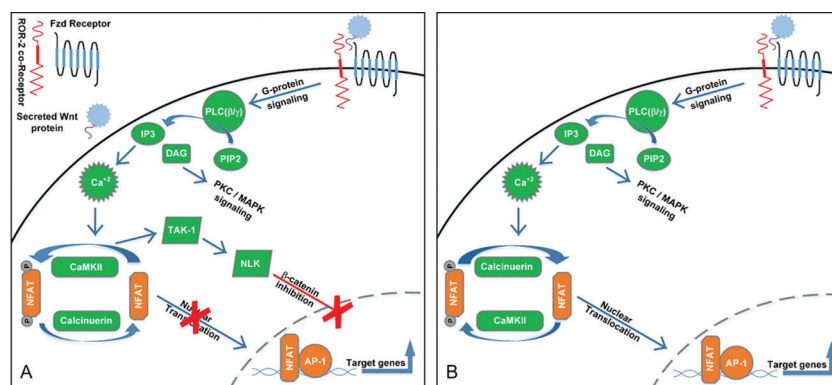 ROR-2 co-Receptor
Fzd Receptor
Secreted Wnt
protein
G-protein
signaling
PLC(β/γ)
IP3
DAG
PIP2
PKC / MAPK
signaling
Ca+2
TAK-1
NLK
β-catenin
inhibition
CaMKII
Calcinuerin
P
NFAT
P
NFAT
Nuclear
Translocation
NFAT
AP-1
Target genes
A
G-protein
signaling
PLC(β/γ)
IP3
DAG
PIP2
PKC / MAPK
signaling
Ca+2
Calcinuerin
CaMKII
P
NFAT
P
NFAT
Nuclear
Translocation
NFAT
AP-1
Target genes
B